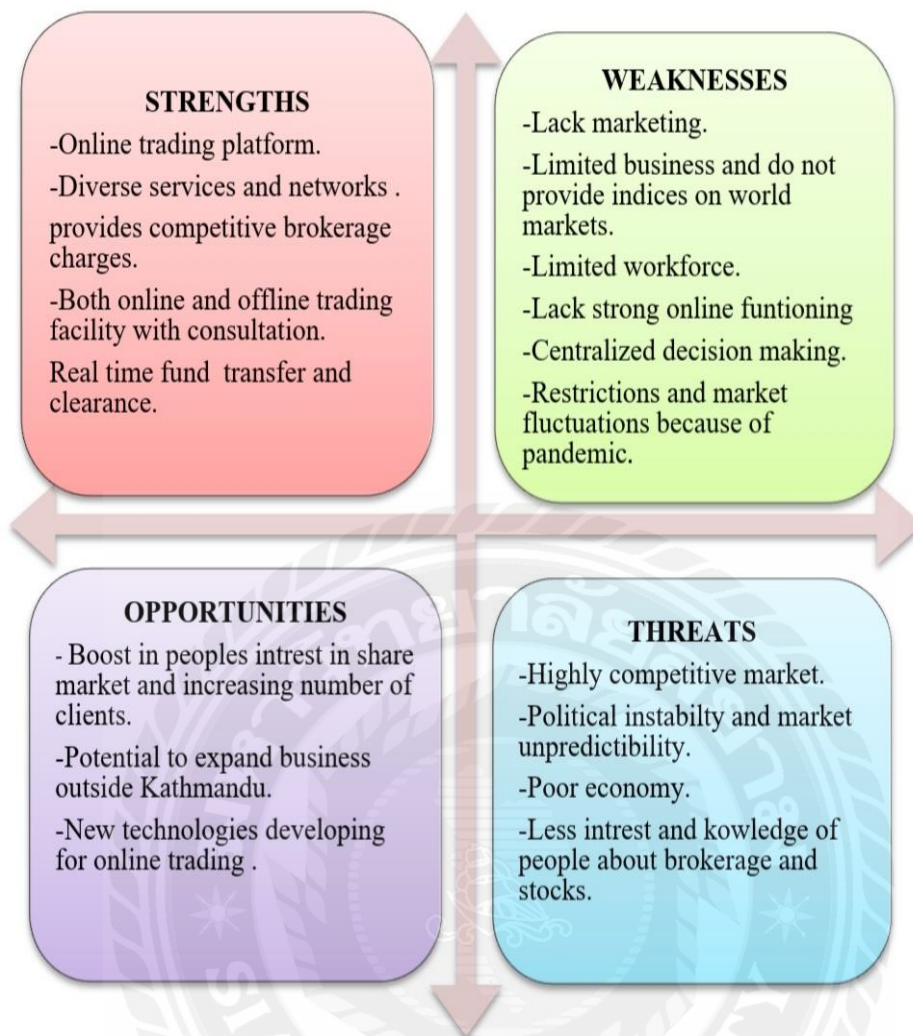 STRENGTHS
-Online trading platform.
-Diverse services and networks .
provides competitive brokerage
charges.
-Both online and offline trading
facility with consultation.
Real time fund transfer and
clearance.
WEAKNESSES
-Lack marketing.
-Limited business and do not
provide indices on world
markets.
-Limited workforce.
-Lack strong online funtioning
-Centralized decision making.
-Restrictions and market
fluctuations because of
pandemic.
OPPORTUNITIES
- Boost in peoples intrest in share
market and increasing number of
clients.
-Potential to expand business
outside Kathmandu.
-New technologies developing
for online trading .
THREATS
-Highly competitive market.
-Political instabilty and market
unpredictibility.
-Poor economy.
-Less intrest and kowledge of
people about brokerage and
stocks.